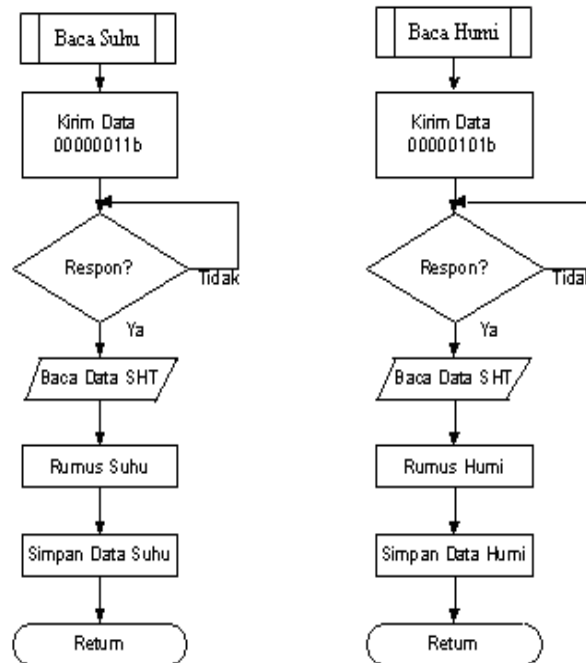 Baca Suhu
Kirim Data
00000011b
Respon?
Tidak
Ya
Baca Data SHT
Rumus Suhu
Simpan Data Suhu
Return
Baca Humi
Kirim Data
00000101b
Respon?
Tidak
Ya
Baca Data SHT
Rumus Humi
Simpan Data Humi
Return